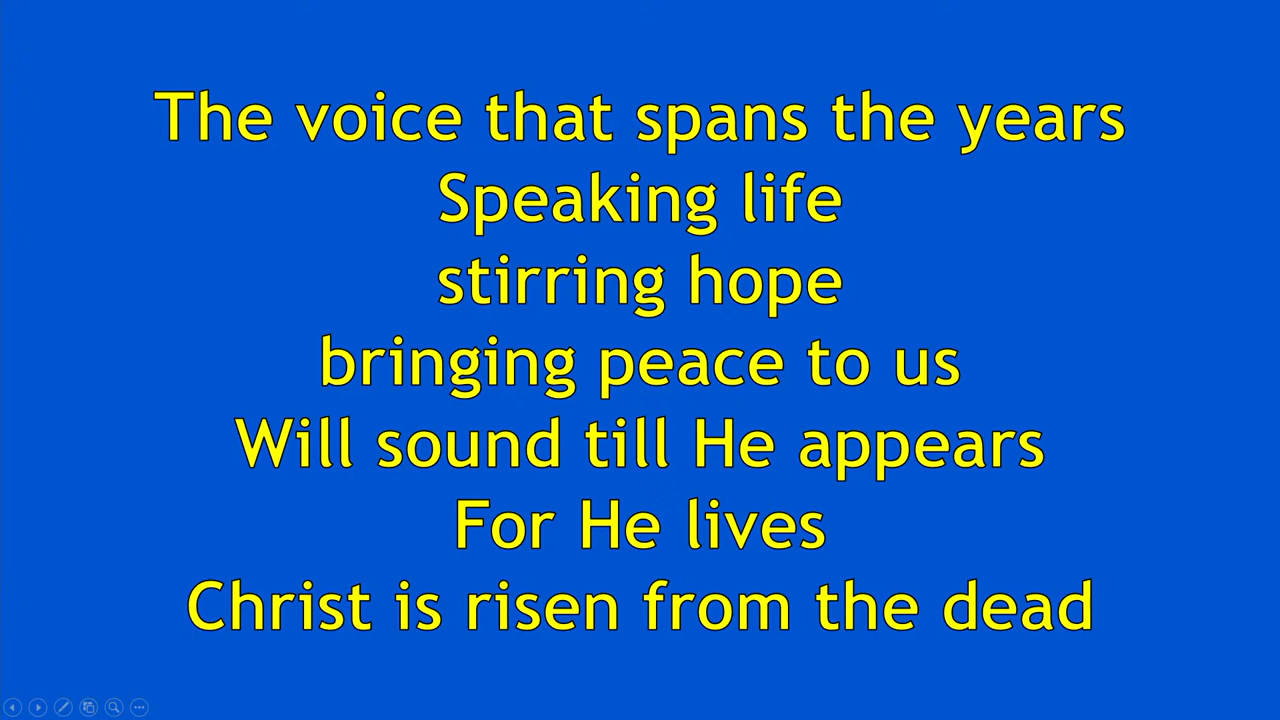 The voice that spans the years
Speaking life
stirring hope
bringing peace to us
Will sound till He appears
For He lives
Christ is risen from the dead